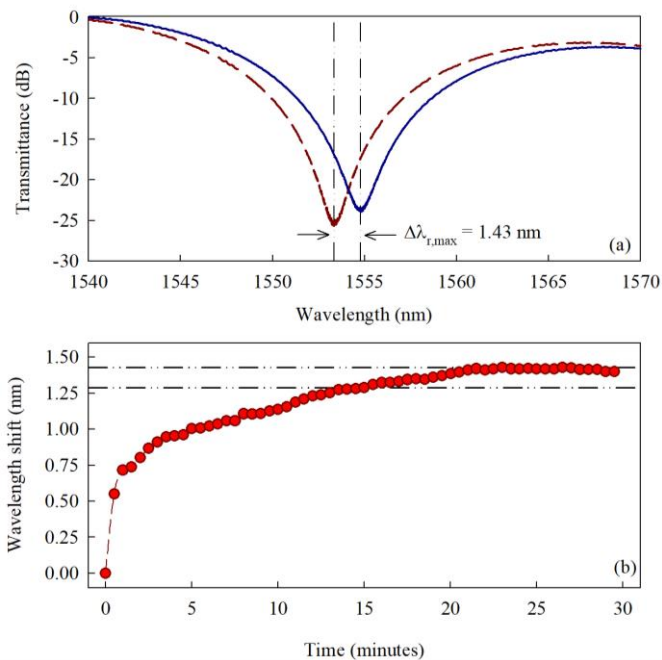 0
-5
-10
-15
-20
-25
-30
Transmittance (dB)
Δλr,max = 1.43 nm
(a)
1540 1545 1550 1555 1560 1565 1570
Wavelength (nm)
1.50
1.25
1.00
0.75
0.50
0.25
0.00
Wavelength shift (nm)
(b)
0 5 10 15 20 25 30
Time (minutes)